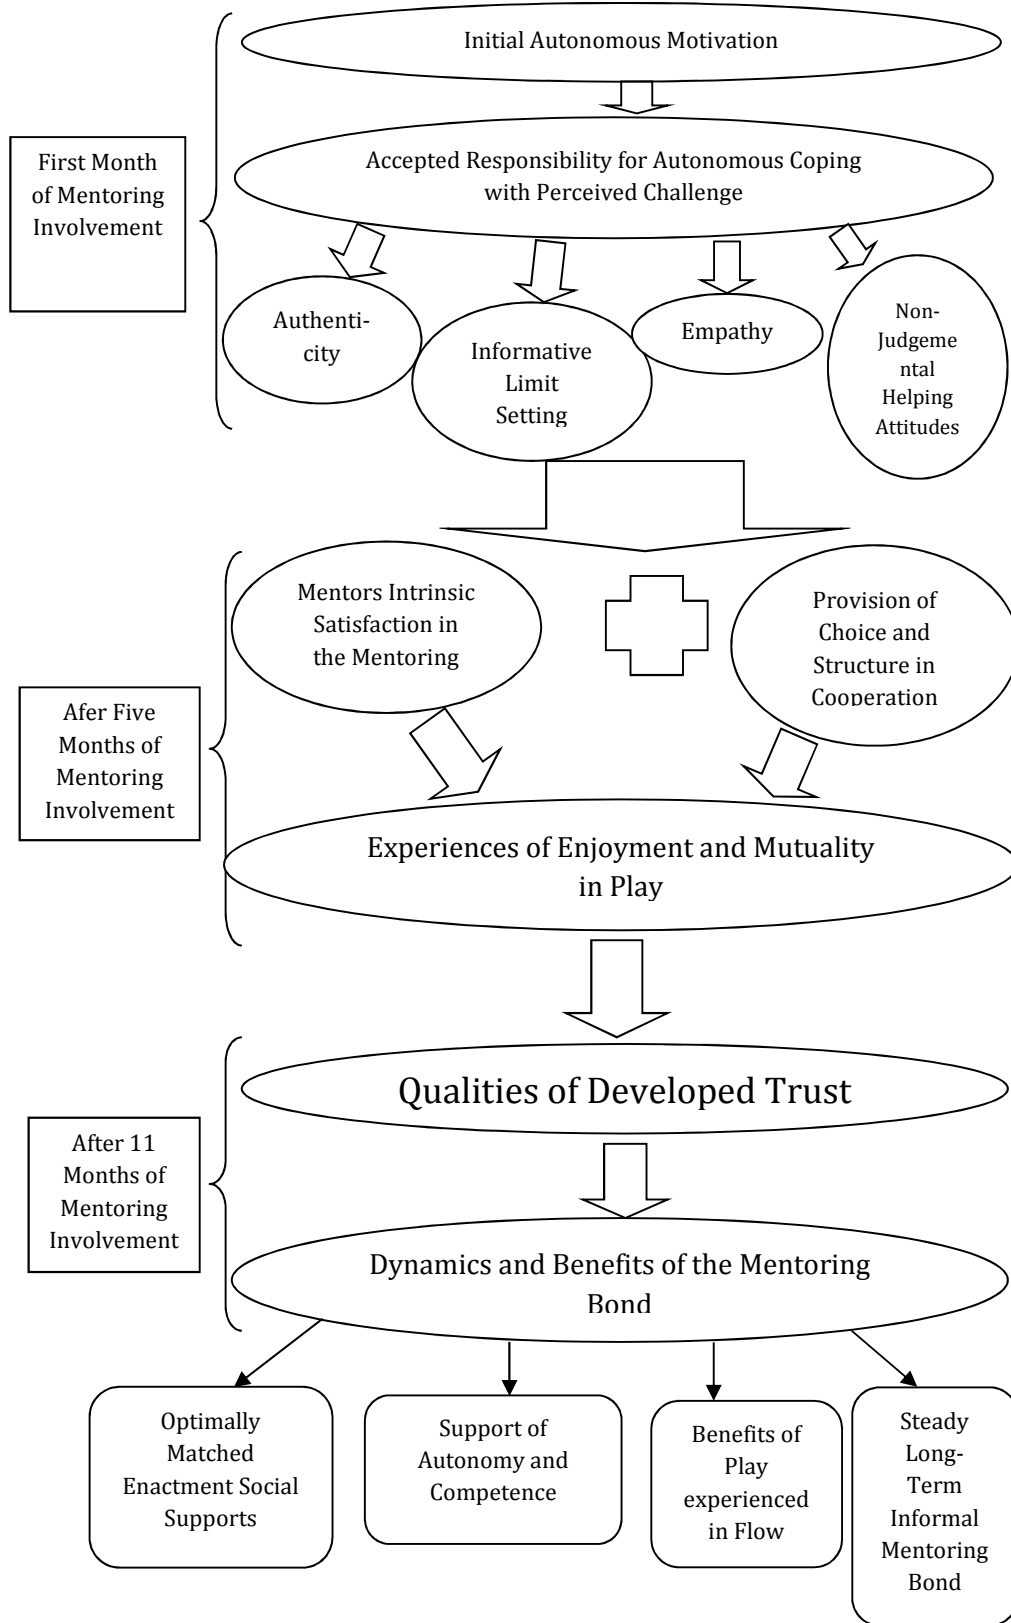 Initial Autonomous Motivation
First Month
of Mentoring
Involvement
Accepted Responsibility for Autonomous Coping
with Perceived Challenge
Authenti-
city
Informative
Limit
Setting
Empathy
Non-
Judgeme
ntal
Helping
Attitudes
Afer Five
Months of
Mentoring
Involvement
Mentors Intrinsic
Satisfaction in
the Mentoring
Provision of
Choice and
Structure in
Cooperation
Experiences of Enjoyment and Mutuality
in Play
After 11
Months of
Mentoring
Involvement
Qualities of Developed Trust
Dynamics and Benefits of the Mentoring
Bond
Optimally
Matched
Enactment Social
Supports
Support of
Autonomy and
Competence
Benefits of
Play
experienced
in Flow
Steady
Long-
Term
Informal
Mentoring
Bond